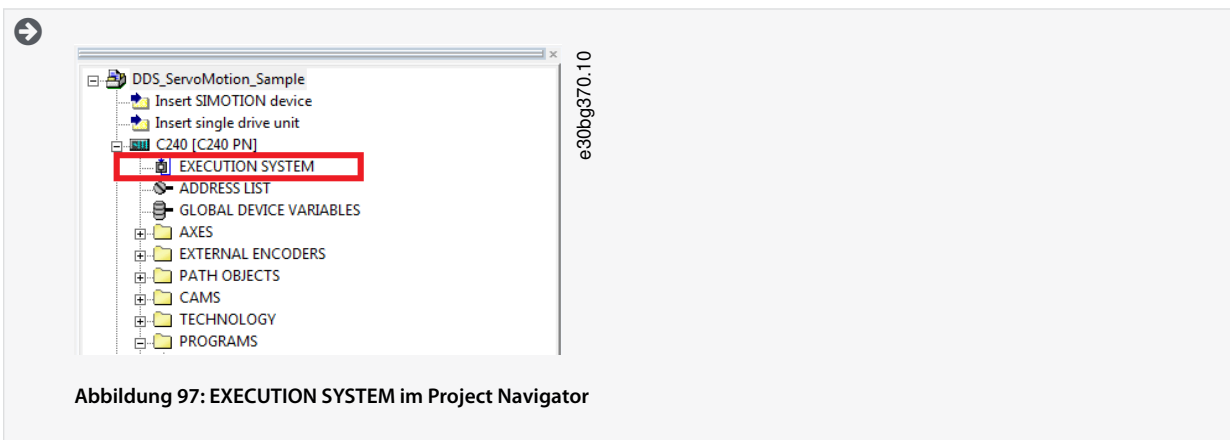 DDS_ServoMotion_Sample
Insert SIMOTION device
Insert single drive unit
C240 [C240 PN]
EXECUTION SYSTEM
ADDRESS LIST
GLOBAL DEVICE VARIABLES
AXES
EXTERNAL ENCODERS
PATH OBJECTS
CAMS
TECHNOLOGY
PROGRAMS
e30bg370.10
Abbildung 97: EXECUTION SYSTEM im Project Navigator